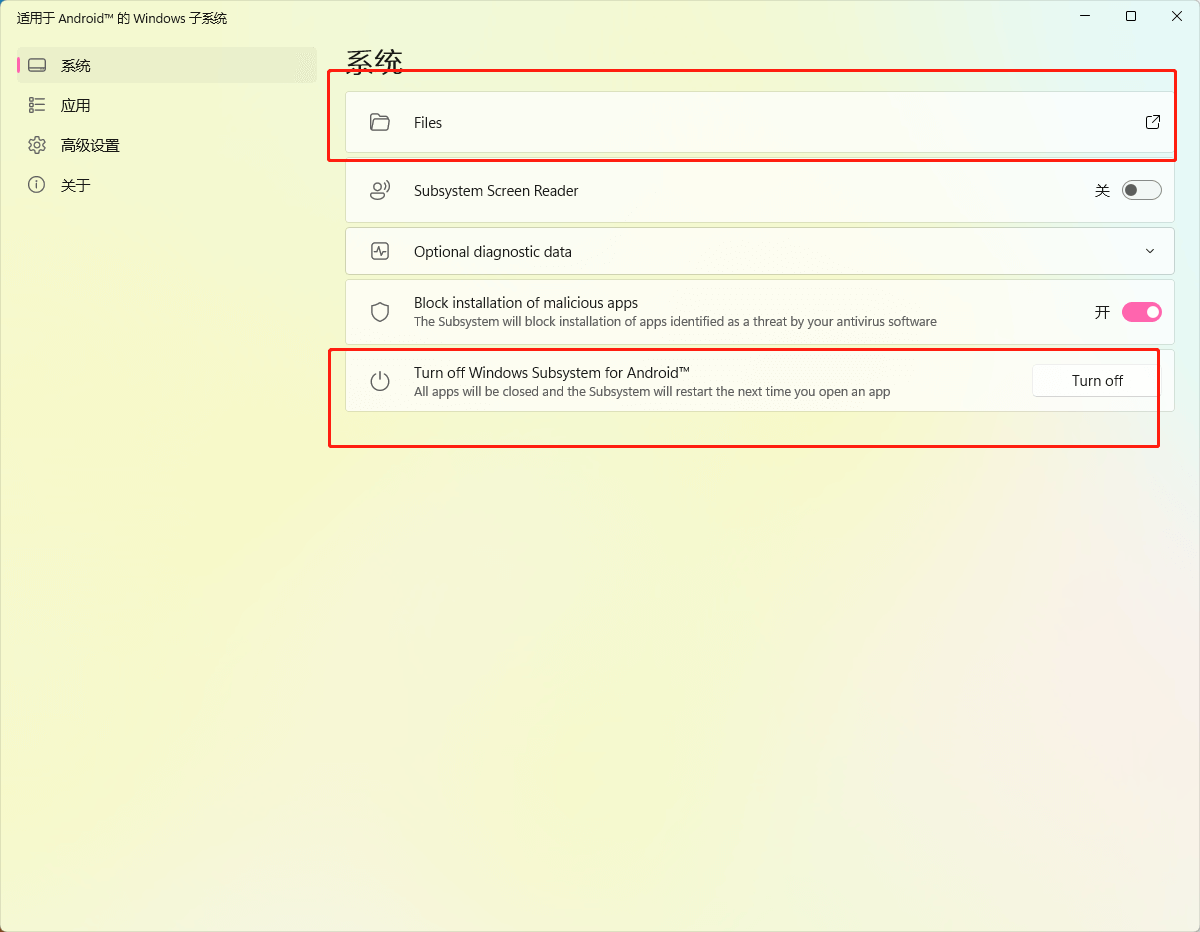 适用于 Android™ 的 Windows 子系统
系统
应用
高级设置
关于
系统
Files
Subsystem Screen Reader
关
Optional diagnostic data
Block installation of malicious apps
The Subsystem will block installation of apps identified as a threat by your antivirus software
开
Turn off Windows Subsystem for Android™
All apps will be closed and the Subsystem will restart the next time you open an app
Turn off